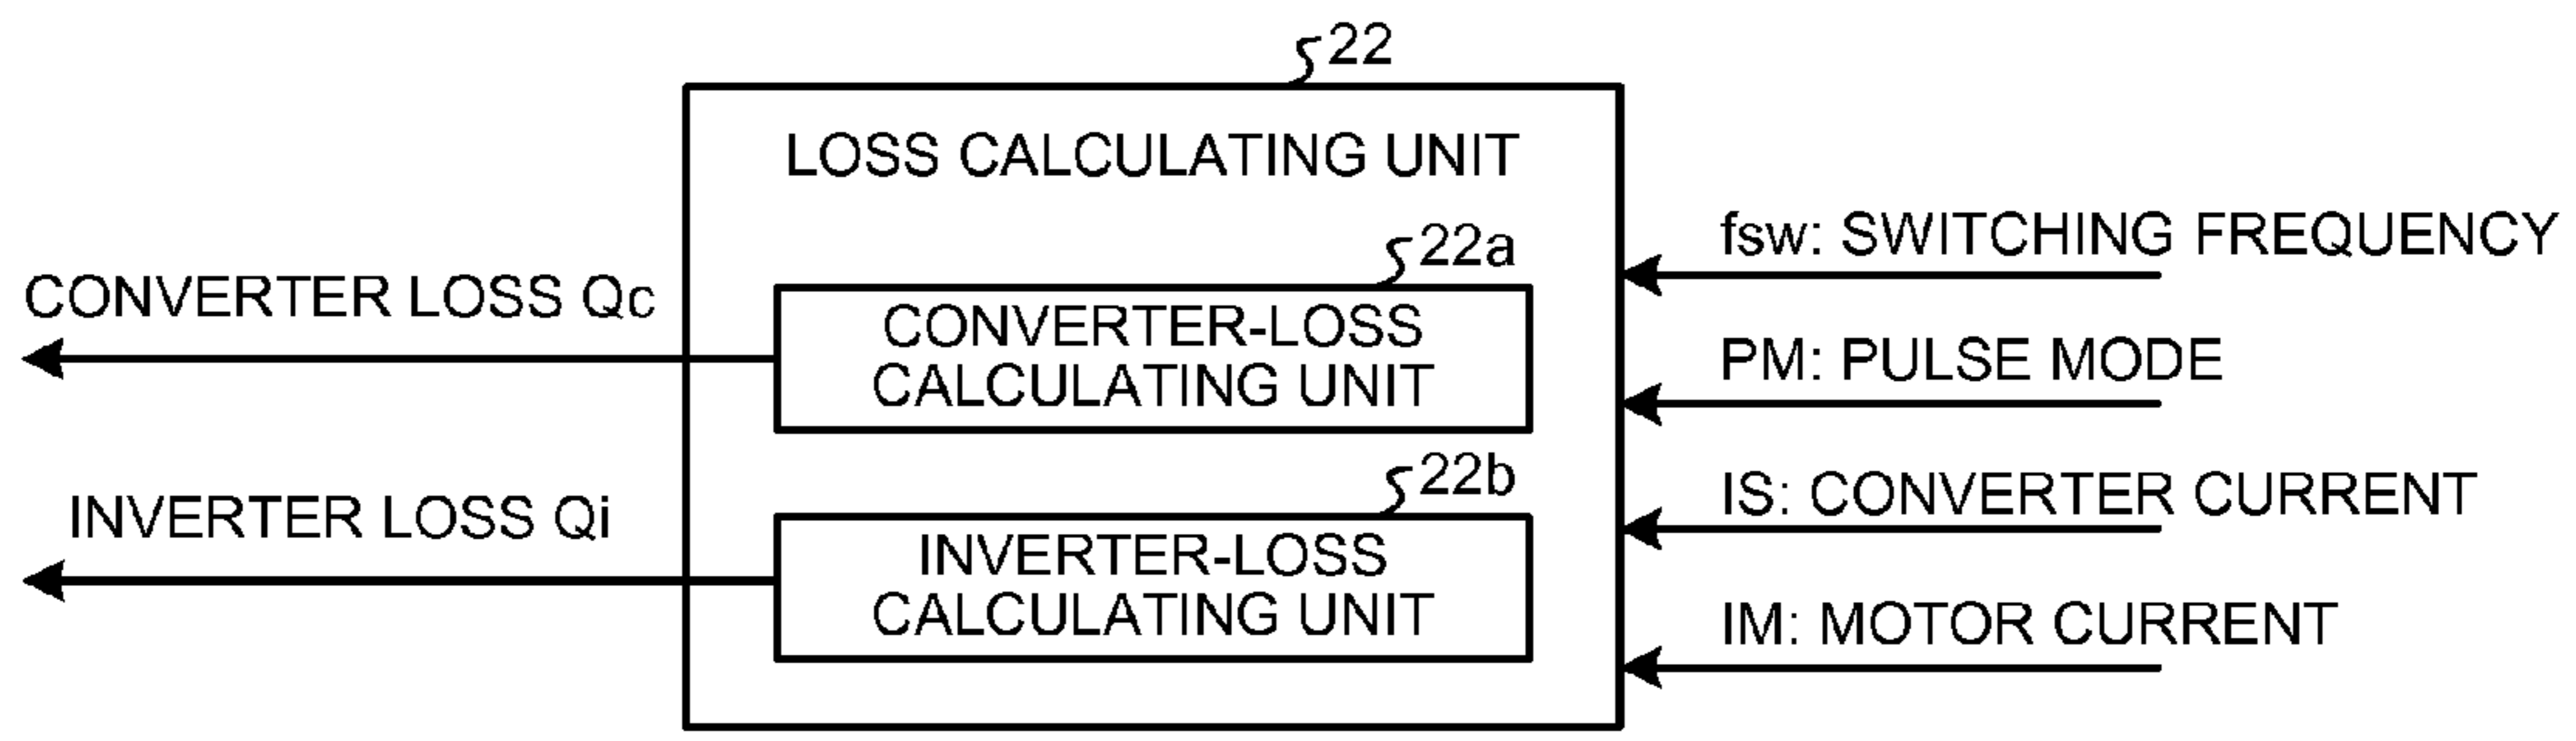 22
LOSS CALCULATING UNIT
fsw: SWITCHING FREQUENCY
22a
CONVERTER LOSS Qc
CONVERTER-LOSS
CALCULATING UNIT
PM: PULSE MODE
22b
IS: CONVERTER CURRENT
INVERTER LOSS Qi
INVERTER-LOSS
CALCULATING UNIT
IM: MOTOR CURRENT